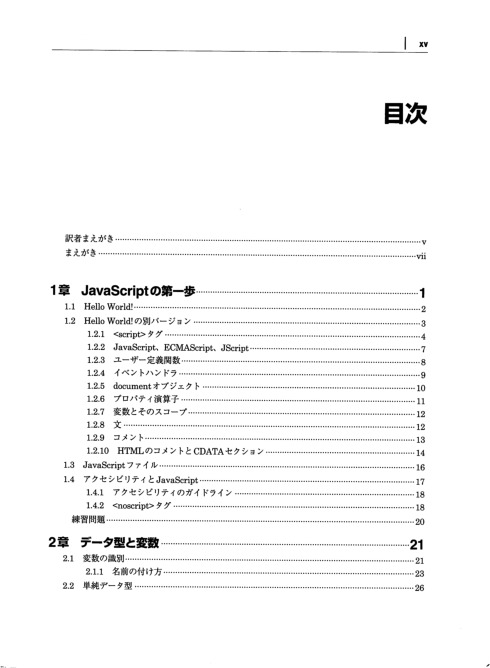 xv
目次
訳者まえがき v
まえがき vii
1章 JavaScriptの第一歩 1
1.1 Hello World! 2
1.2 Hello World!の別バージョン 3
1.2.1 <script>タグ 4
1.2.2 JavaScript、ECMAScript、JScript 7
1.2.3 ユーザー定義関数 8
1.2.4 イベントハンドラ 9
1.2.5 documentオブジェクト 10
1.2.6 プロパティ演算子 11
1.2.7 変数とそのスコープ 12
1.2.8 文 12
1.2.9 コメント 13
1.2.10 HTMLのコメントとCDATAセクション 14
1.3 JavaScriptファイル 16
1.4 アクセシビリティとJavaScript 17
1.4.1 アクセシビリティのガイドライン 18
1.4.2 <noscript>タグ 18
練習問題 20
2章 データ型と変数 21
2.1 変数の識別 21
2.1.1 名前の付け方 23
2.2 単純データ型 26